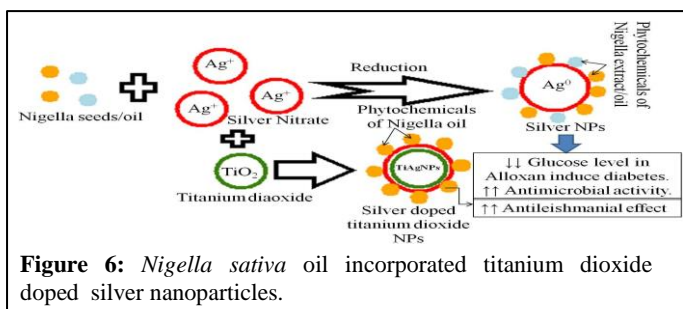 Nigella seeds/oil
Ag⁺
Ag⁺
Ag⁺
Silver Nitrate
Reduction
Ag⁰
Phytochemicals of
Nigella extract/oil
Silver NPs
TiO₂
Titanium diaoxide
Phytochemicals
of Nigella oil
TiAgNPs
Silver doped
titanium dioxide
NPs
↓↓ Glucose level in
Alloxan induce diabetes.
↑↑ Antimicrobial activity.
↑↑ Antileishmanial effect
Figure 6: Nigella sativa oil incorporated titanium dioxide
doped silver nanoparticles.